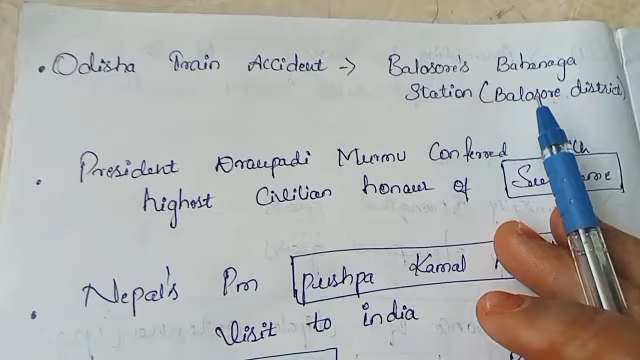 • Odisha Train Accident → Balosore's Bahanaga
Station (Balasore district)
• President Draupadi Murmu Conferred
highest Civilian honour of
• Nepal's Pm Pushpa Kamal
Visit to india